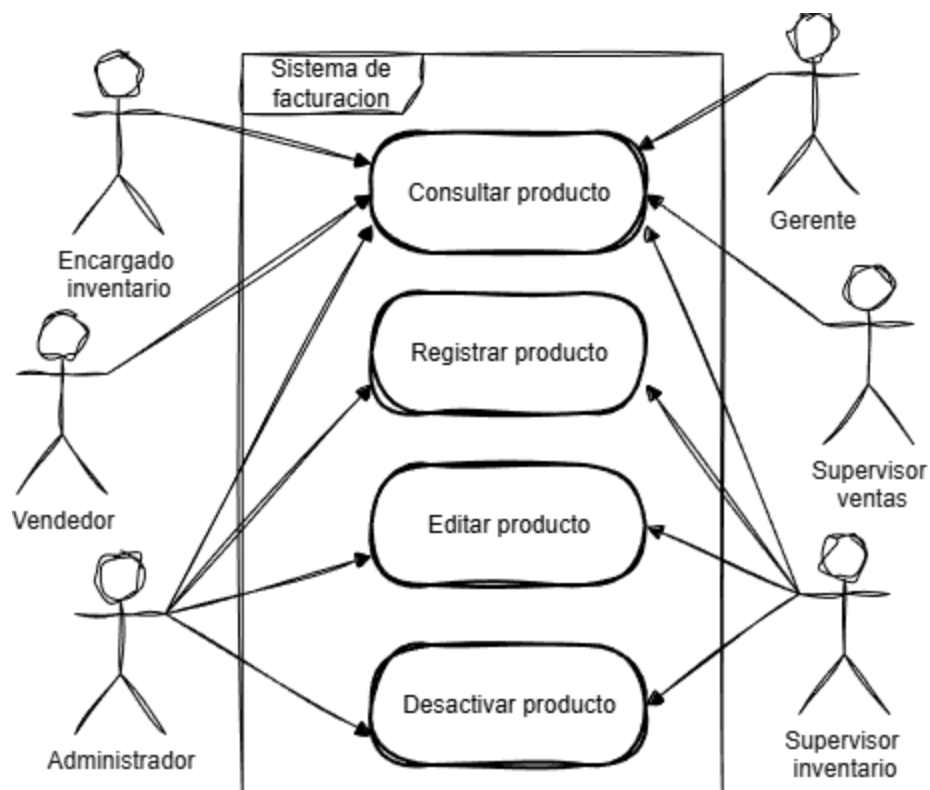 Sistema de
facturacion
Gerente
Consultar producto
Encargado
inventario
Registrar producto
Supervisor
ventas
Vendedor
Editar producto
Desactivar producto
Administrador
Supervisor
inventario